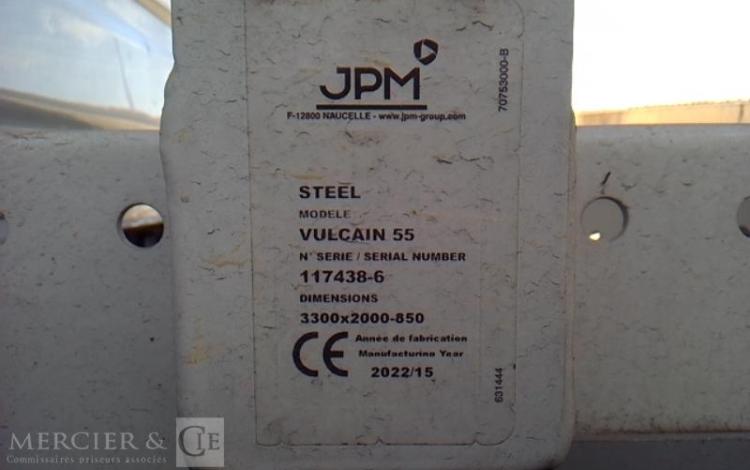 JPM
F-12800 NAUCELLE - www.jpm-group.com
70753000-B
STEEL
MODELE
VULCAIN 55
N° SERIE / SERIAL NUMBER
117438-6
DIMENSIONS
3300x2000-850
CE
Année de fabrication
Manufacturing Year
2022/15
631444
MERCIER & CIE
Commissaires priseurs associés